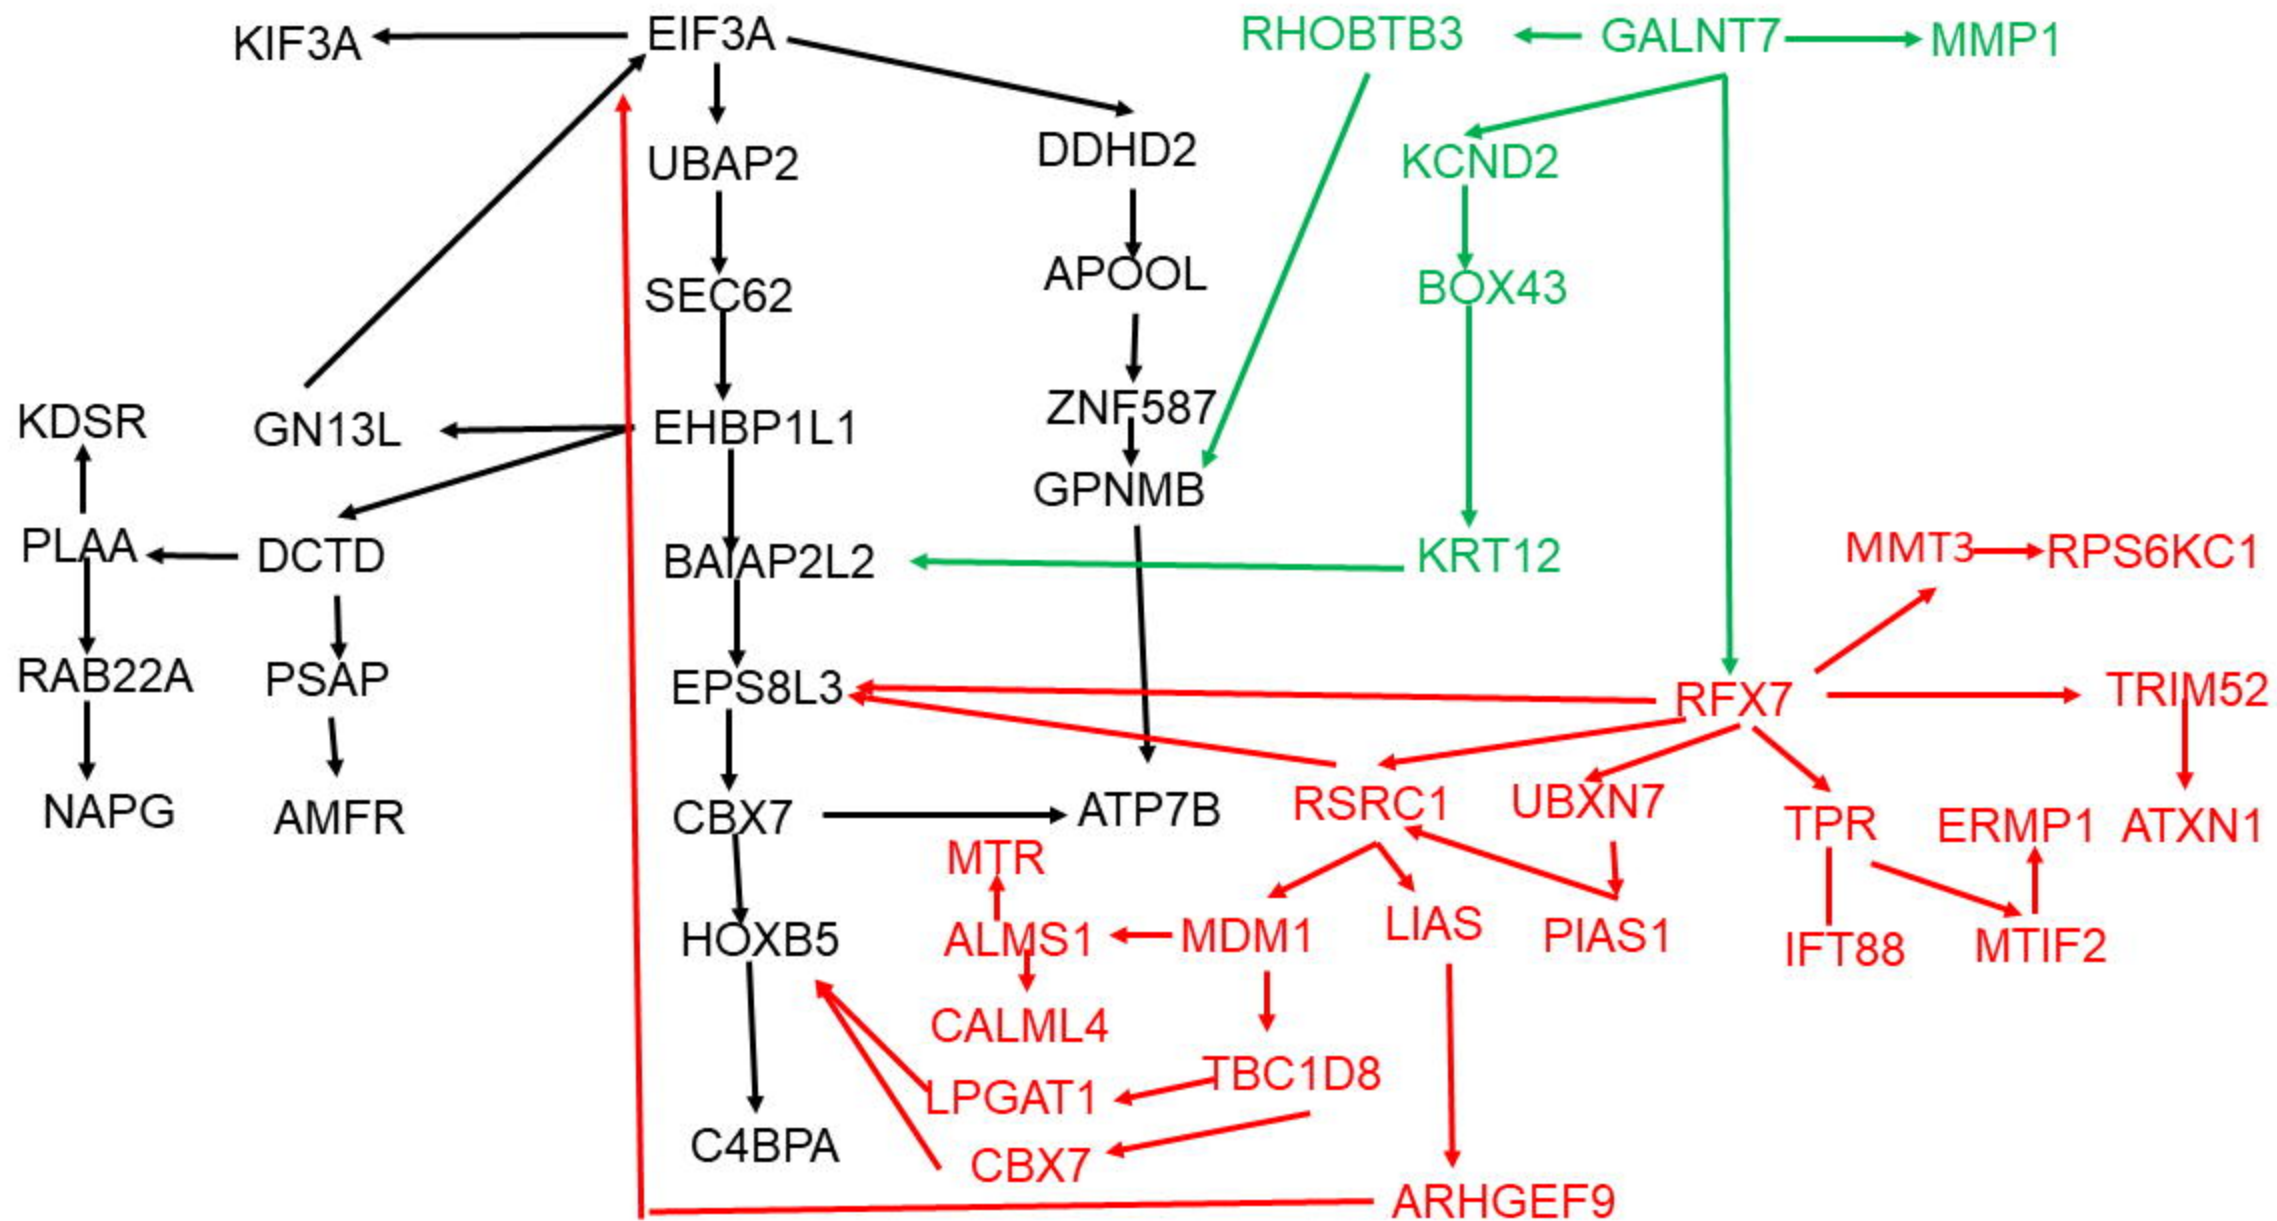 KIF3A
EIF3A
RHOBTB3
GALNT7
MMP1
UBAP2
DDHD2
KCND2
SEC62
APOOL
BOX43
KDSR
GN13L
EHBP1L1
ZNF587
GPNMB
PLAA
DCTD
BAIAP2L2
KRT12
MMT3
RPS6KC1
RAB22A
PSAP
EPS8L3
RFX7
TRIM52
NAPG
AMFR
CBX7
ATP7B
RSRC1
UBXN7
TPR
ERMP1
ATXN1
MTR
HOXB5
ALMS1
MDM1
LIAS
PIAS1
IFT88
MTIF2
CALML4
LPGAT1
TBC1D8
C4BPA
CBX7
ARHGEF9